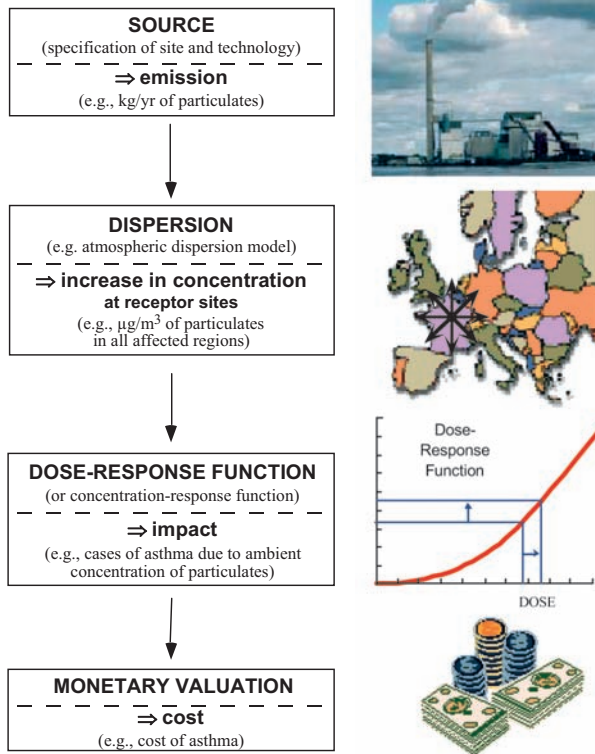 SOURCE
(specification of site and technology)
⇒ emission
(e.g., kg/yr of particulates)
DISPERSION
(e.g. atmospheric dispersion model)
⇒ increase in concentration
at receptor sites
(e.g., µg/m³ of particulates
in all affected regions)
DOSE-RESPONSE FUNCTION
(or concentration-response function)
⇒ impact
(e.g., cases of asthma due to ambient
concentration of particulates)
MONETARY VALUATION
⇒ cost
(e.g., cost of asthma)
Dose-
Response
Function
DOSE